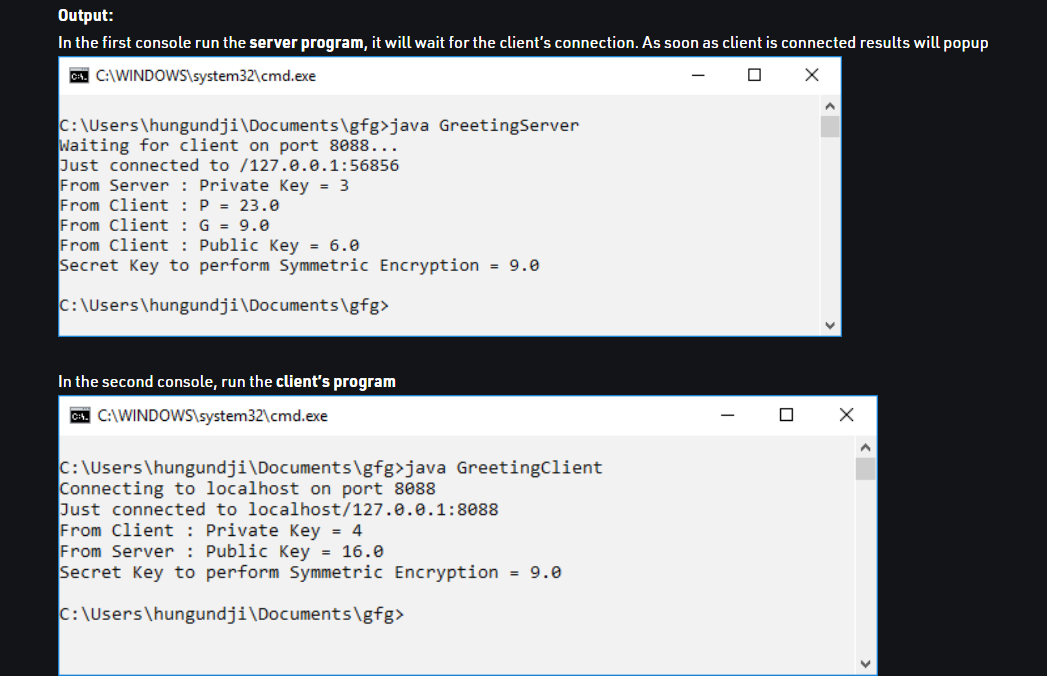 Output:
In the first console run the server program, it will wait for the client's connection. As soon as client is connected results will popup
C:\WINDOWS\system32\cmd.exe
C:\Users\hungundji\Documents\gfg>java GreetingServer
Waiting for client on port 8088...
Just connected to /127.0.0.1:56856
From Server : Private Key = 3
From Client : P = 23.0
From Client : G = 9.0
From Client : Public Key = 6.0
Secret Key to perform Symmetric Encryption = 9.0
C:\Users\hungundji\Documents\gfg>
In the second console, run the client's program
C:\WINDOWS\system32\cmd.exe
C:\Users\hungundji\Documents\gfg>java GreetingClient
Connecting to localhost on port 8088
Just connected to localhost/127.0.0.1:8088
From Client : Private Key = 4
From Server : Public Key = 16.0
Secret Key to perform Symmetric Encryption = 9.0
C:\Users\hungundji\Documents\gfg>